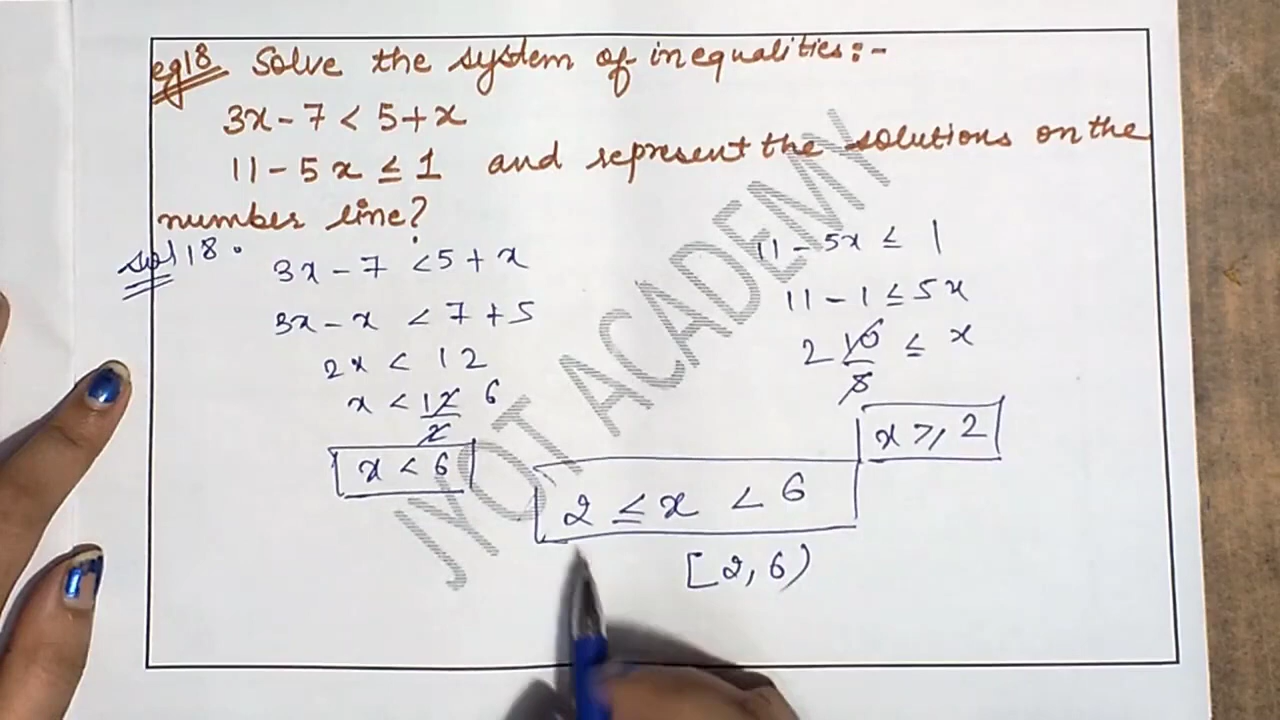 eg18 Solve the system of inequalities:-
3x - 7 < 5 + x
11 - 5x ≤ 1 and represent the solutions on the
number line?
sol18.
3x - 7 < 5 + x
3x - x < 7 + 5
2x < 12
x < 12/2 6
x < 6
11 - 5x ≤ 1
11 - 1 ≤ 5x
2 10/5 ≤ x
x ≥ 2
2 ≤ x < 6
[2, 6)
JYOT ACADEMY